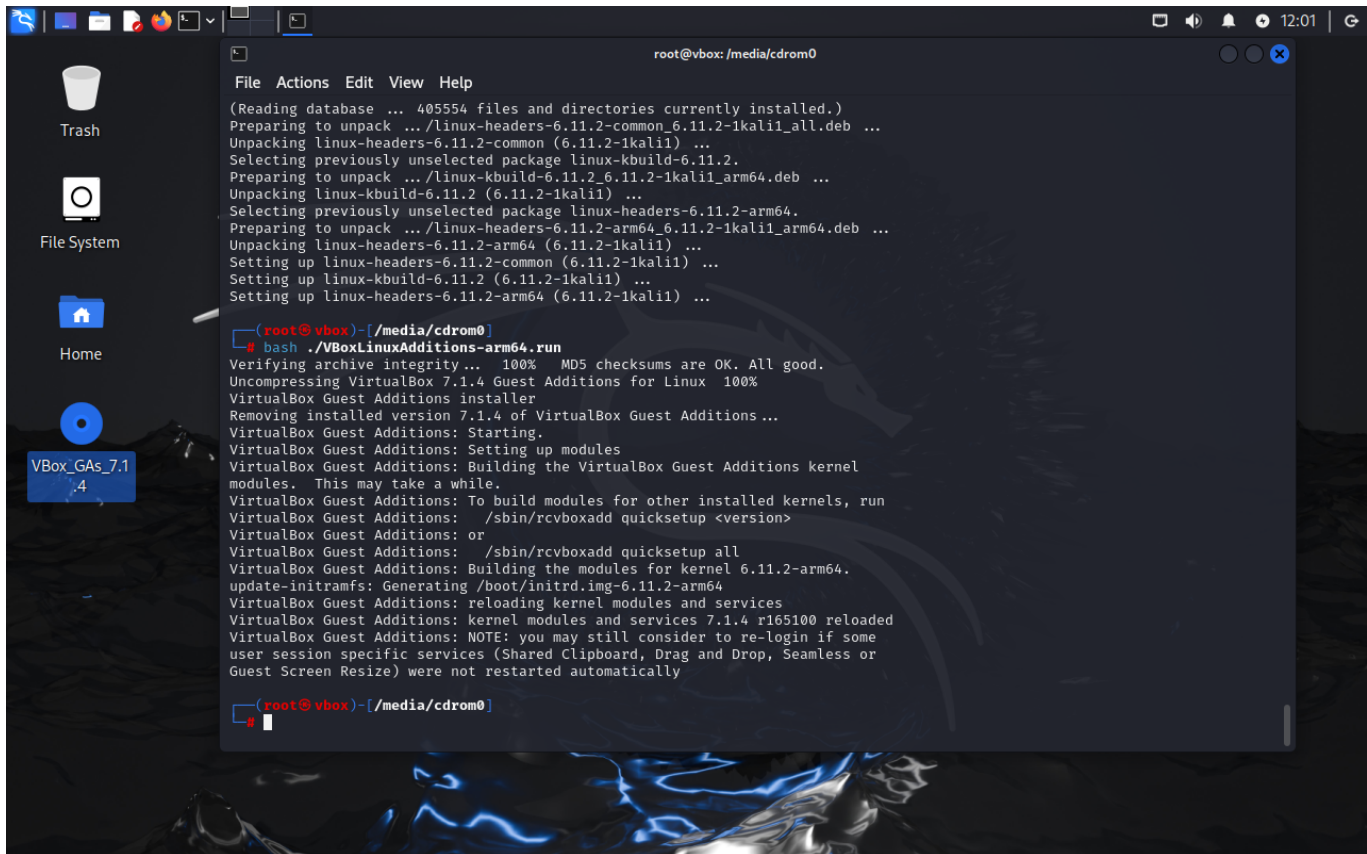 12:01
root@vbox: /media/cdrom0
File Actions Edit View Help
Trash
File System
Home
VBox_GAs_7.1
.4
(Reading database ... 405554 files and directories currently installed.)
Preparing to unpack .../linux-headers-6.11.2-common_6.11.2-1kali1_all.deb ...
Unpacking linux-headers-6.11.2-common (6.11.2-1kali1) ...
Selecting previously unselected package linux-kbuild-6.11.2.
Preparing to unpack .../linux-kbuild-6.11.2_6.11.2-1kali1_arm64.deb ...
Unpacking linux-kbuild-6.11.2 (6.11.2-1kali1) ...
Selecting previously unselected package linux-headers-6.11.2-arm64.
Preparing to unpack .../linux-headers-6.11.2-arm64_6.11.2-1kali1_arm64.deb ...
Unpacking linux-headers-6.11.2-arm64 (6.11.2-1kali1) ...
Setting up linux-headers-6.11.2-common (6.11.2-1kali1) ...
Setting up linux-kbuild-6.11.2 (6.11.2-1kali1) ...
Setting up linux-headers-6.11.2-arm64 (6.11.2-1kali1) ...
┌──(root㉿vbox)-[/media/cdrom0]
└─# bash ./VBoxLinuxAdditions-arm64.run
Verifying archive integrity... 100% MD5 checksums are OK. All good.
Uncompressing VirtualBox 7.1.4 Guest Additions for Linux 100%
VirtualBox Guest Additions installer
Removing installed version 7.1.4 of VirtualBox Guest Additions...
VirtualBox Guest Additions: Starting.
VirtualBox Guest Additions: Setting up modules
VirtualBox Guest Additions: Building the VirtualBox Guest Additions kernel
modules. This may take a while.
VirtualBox Guest Additions: To build modules for other installed kernels, run
VirtualBox Guest Additions: /sbin/rcvboxadd quicksetup <version>
VirtualBox Guest Additions: or
VirtualBox Guest Additions: /sbin/rcvboxadd quicksetup all
VirtualBox Guest Additions: Building the modules for kernel 6.11.2-arm64.
update-initramfs: Generating /boot/initrd.img-6.11.2-arm64
VirtualBox Guest Additions: reloading kernel modules and services
VirtualBox Guest Additions: kernel modules and services 7.1.4 r165100 reloaded
VirtualBox Guest Additions: NOTE: you may still consider to re-login if some
user session specific services (Shared Clipboard, Drag and Drop, Seamless or
Guest Screen Resize) were not restarted automatically
┌──(root㉿vbox)-[/media/cdrom0]
└─#